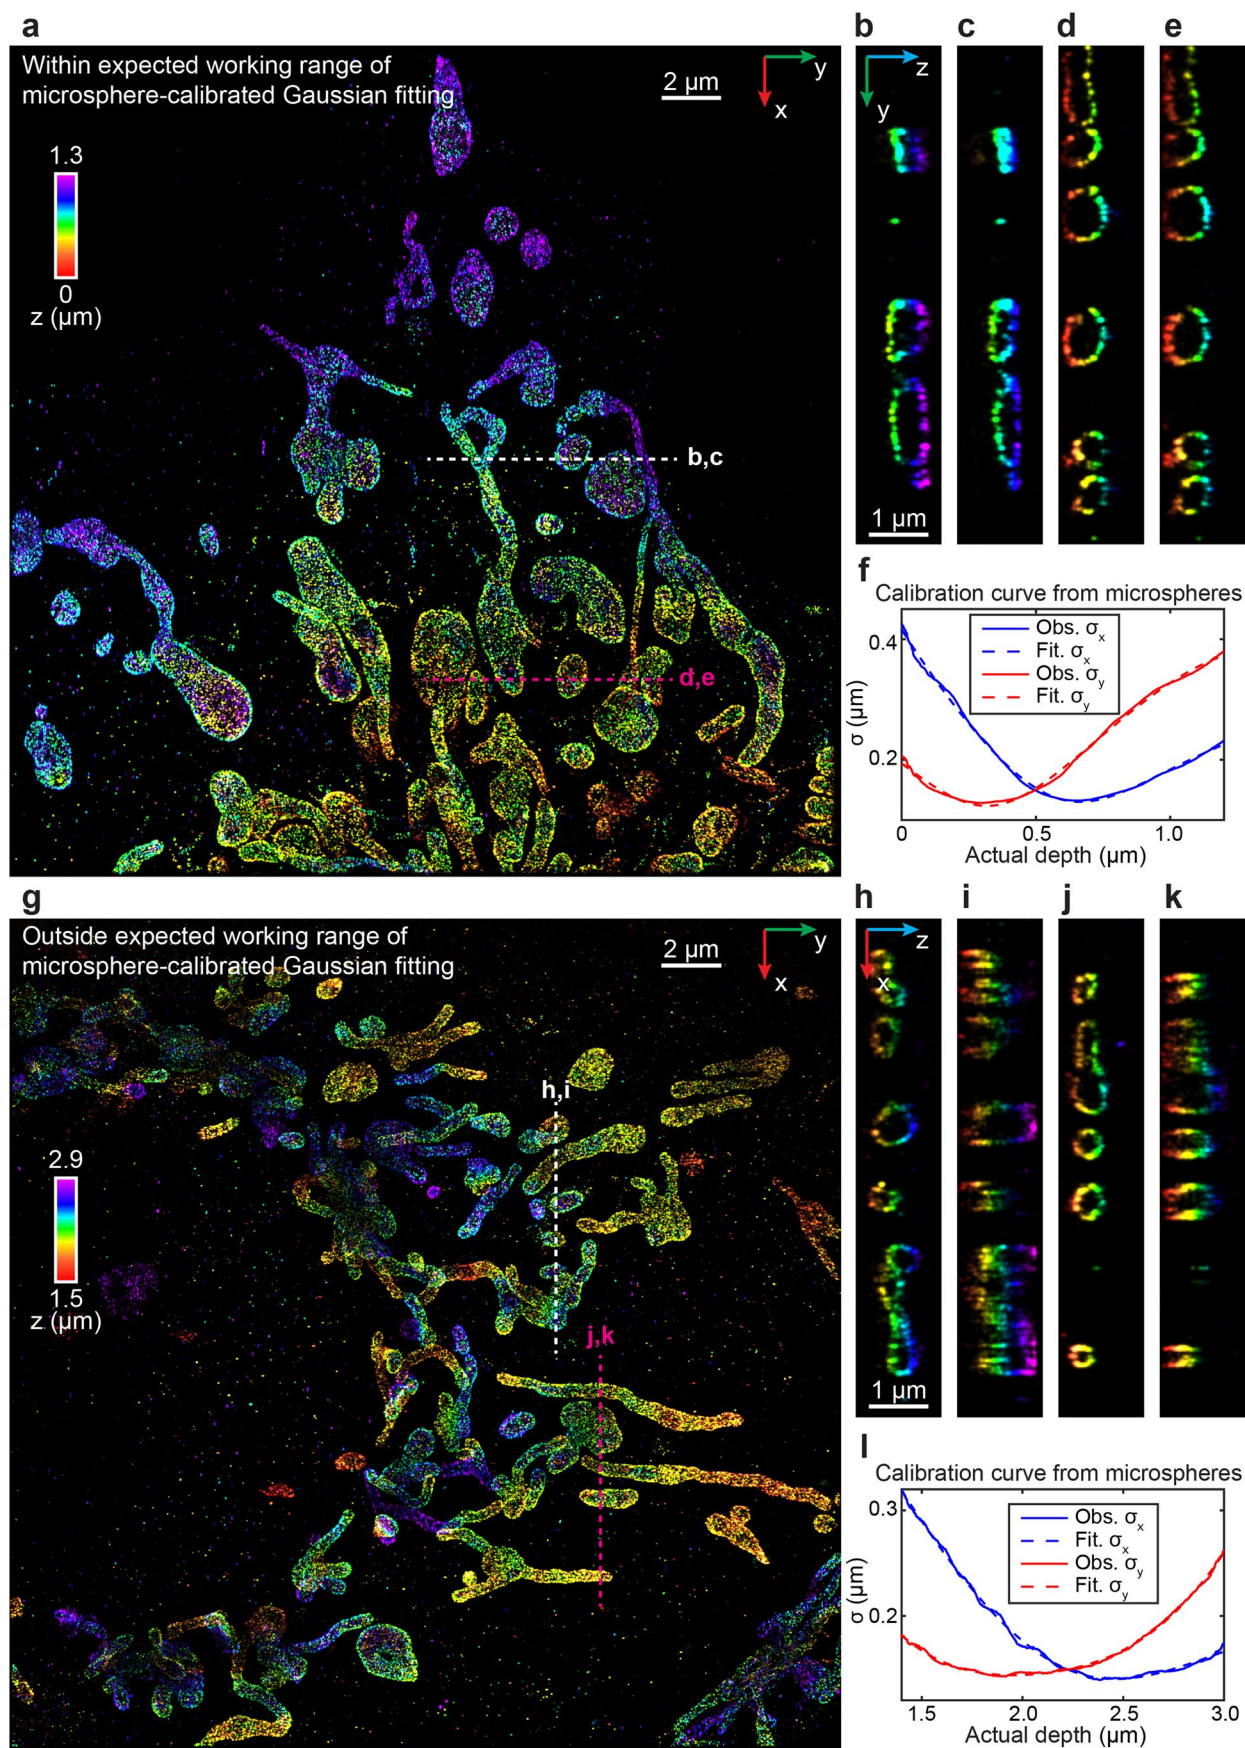 a
Within expected working range of
microsphere-calibrated Gaussian fitting
2 μm
y
x
1.3
0
z (μm)
b,c
d,e
b
c
d
e
z
y
1 μm
f
Calibration curve from microspheres
Obs. σx
Fit. σx
Obs. σy
Fit. σy
0.4
0.2
σ (μm)
0
0.5
1.0
Actual depth (μm)
g
Outside expected working range of
microsphere-calibrated Gaussian fitting
2 μm
y
x
2.9
1.5
z (μm)
h,i
j,k
h
i
j
k
z
x
1 μm
l
Calibration curve from microspheres
Obs. σx
Fit. σx
Obs. σy
Fit. σy
0.3
0.2
σ (μm)
1.5
2.0
2.5
3.0
Actual depth (μm)